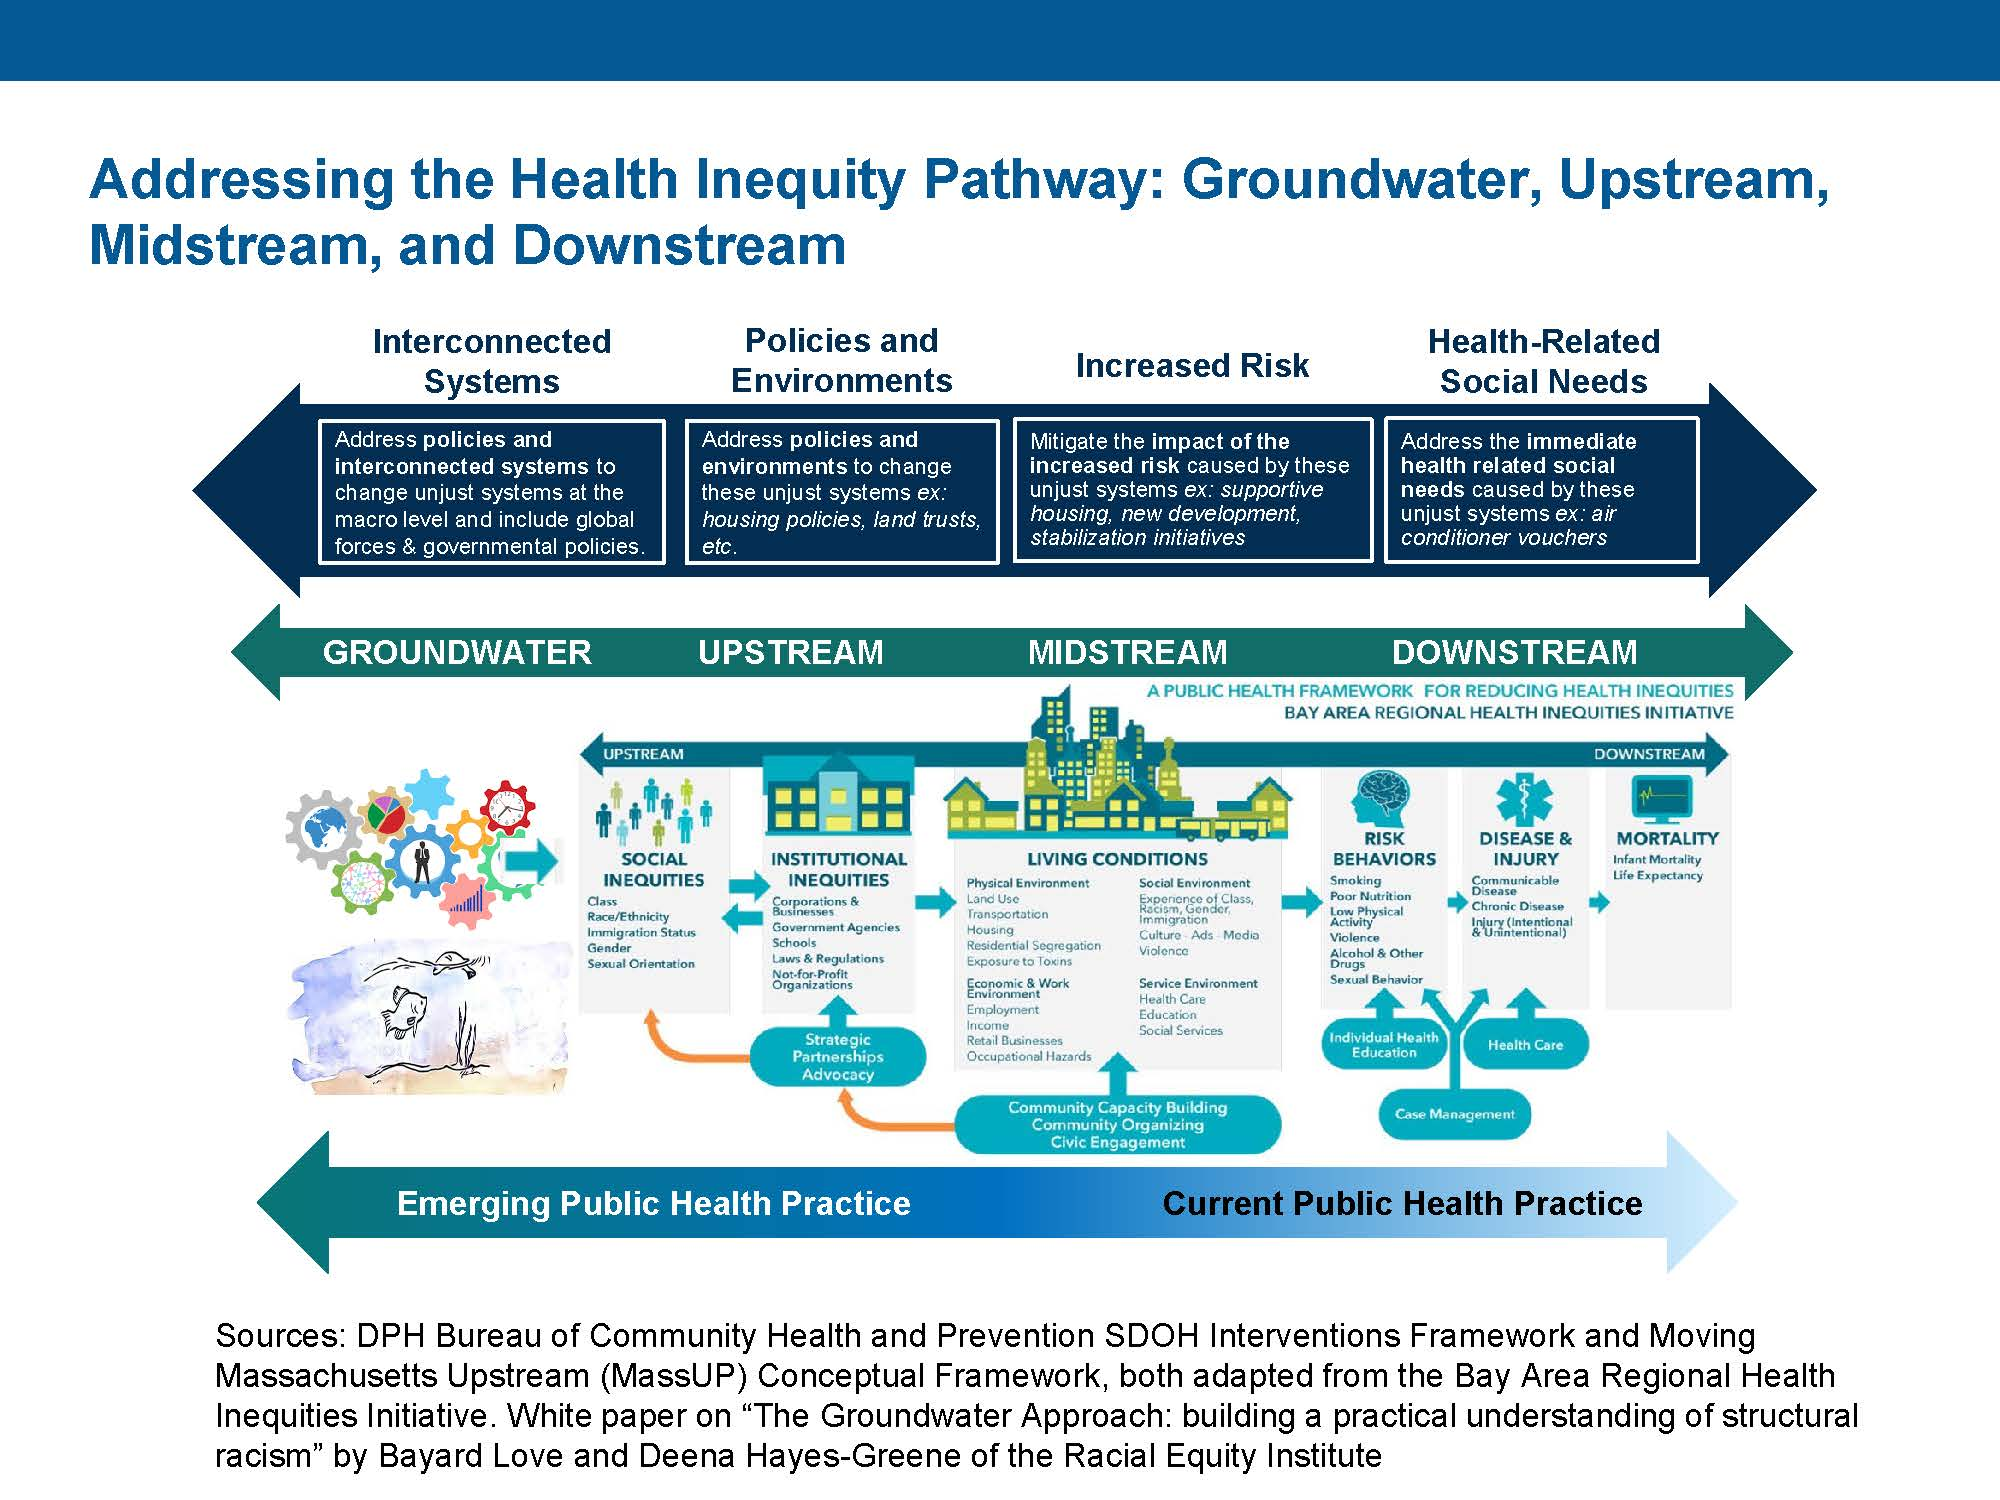 Addressing the Health Inequity Pathway: Groundwater, Upstream,
Midstream, and Downstream
Interconnected
Systems
Policies and
Environments
Increased Risk
Health-Related
Social Needs
Address policies and
interconnected systems to
change unjust systems at the
macro level and include global
forces & governmental policies.
Address policies and
environments to change
these unjust systems ex:
housing policies, land trusts,
etc.
Mitigate the impact of the
increased risk caused by these
unjust systems ex: supportive
housing, new development,
stabilization initiatives
Address the immediate
health related social
needs caused by these
unjust systems ex: air
conditioner vouchers
GROUNDWATER
UPSTREAM
MIDSTREAM
DOWNSTREAM
A PUBLIC HEALTH FRAMEWORK FOR REDUCING HEALTH INEQUITIES
BAY AREA REGIONAL HEALTH INEQUITIES INITIATIVE
UPSTREAM
DOWNSTREAM
SOCIAL
INEQUITIES
Class
Race/Ethnicity
Immigration Status
Gender
Sexual Orientation
INSTITUTIONAL
INEQUITIES
Corporations &
Businesses
Government Agencies
Schools
Laws & Regulations
Not-for-Profit
Organizations
Strategic
Partnerships
Advocacy
LIVING CONDITIONS
Physical Environment
Land Use
Transportation
Housing
Residential Segregation
Exposure to Toxins
Economic & Work
Environment
Employment
Income
Retail Businesses
Occupational Hazards
Social Environment
Experience of Class,
Racism, Gender,
Immigration
Culture - Ads - Media
Violence
Service Environment
Health Care
Education
Social Services
Community Capacity Building
Community Organizing
Civic Engagement
RISK
BEHAVIORS
Smoking
Poor Nutrition
Low Physical
Activity
Violence
Alcohol & Other
Drugs
Sexual Behavior
DISEASE &
INJURY
Communicable
Disease
Chronic Disease
Injury (Intentional
& Unintentional)
MORTALITY
Infant Mortality
Life Expectancy
Individual Health
Education
Health Care
Case Management
Emerging Public Health Practice
Current Public Health Practice
Sources: DPH Bureau of Community Health and Prevention SDOH Interventions Framework and Moving
Massachusetts Upstream (MassUP) Conceptual Framework, both adapted from the Bay Area Regional Health
Inequities Initiative. White paper on “The Groundwater Approach: building a practical understanding of structural
racism” by Bayard Love and Deena Hayes-Greene of the Racial Equity Institute